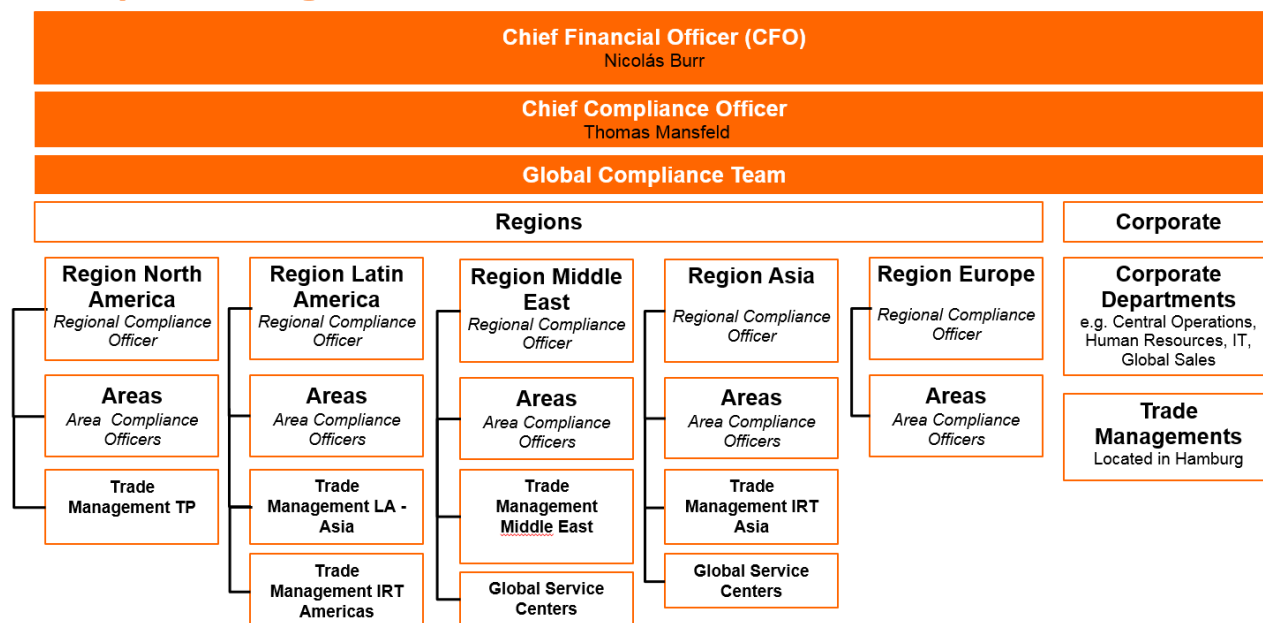 Chief Financial Officer (CFO)
Nicolás Burr
Chief Compliance Officer
Thomas Mansfeld
Global Compliance Team
Regions
Corporate
Region North
America
Regional Compliance
Officer
Areas
Area Compliance
Officers
Trade
Management TP
Region Latin
America
Regional Compliance
Officer
Areas
Area Compliance
Officers
Trade
Management LA -
Asia
Trade
Management IRT
Americas
Region Middle
East
Regional Compliance
Officer
Areas
Area Compliance
Officers
Trade
Management
Middle East
Global Service
Centers
Region Asia
Regional Compliance
Officer
Areas
Area Compliance
Officers
Trade
Management IRT
Asia
Global Service
Centers
Region Europe
Regional Compliance
Officer
Areas
Area Compliance
Officers
Corporate
Departments
e.g. Central Operations,
Human Resources, IT,
Global Sales
Trade
Managements
Located in Hamburg